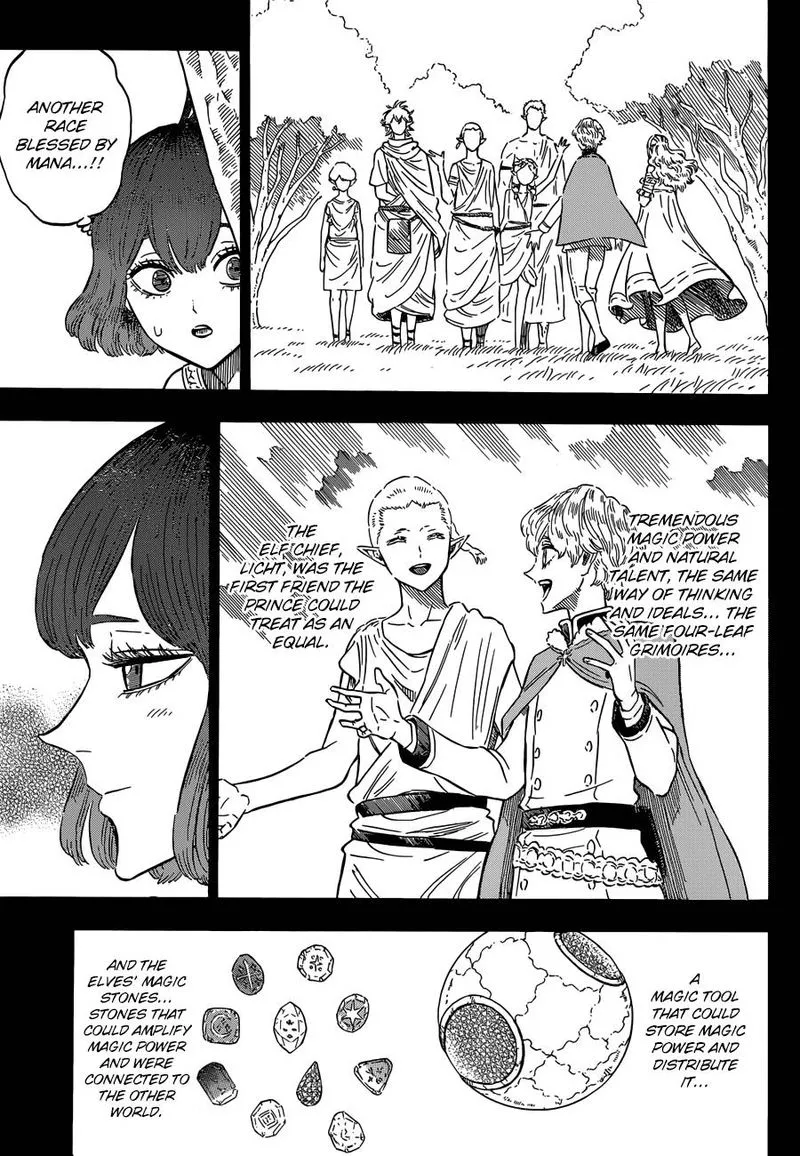 ANOTHER
RACE
BLESSED BY
MANA...!!
TREMENDOUS
MAGIC POWER
AND NATURAL
TALENT, THE SAME
WAY OF THINKING
AND IDEALS... THE
SAME FOUR-LEAF
GRIMOIRES...
THE
ELF CHIEF,
LICHT, WAS THE
FIRST FRIEND THE
PRINCE COULD
TREAT AS AN
EQUAL.
A
MAGIC TOOL
THAT COULD
STORE MAGIC
POWER AND
DISTRIBUTE
IT...
AND THE
ELVES' MAGIC
STONES...
STONES THAT
COULD AMPLIFY
MAGIC POWER
AND WERE
CONNECTED TO
THE OTHER
WORLD.